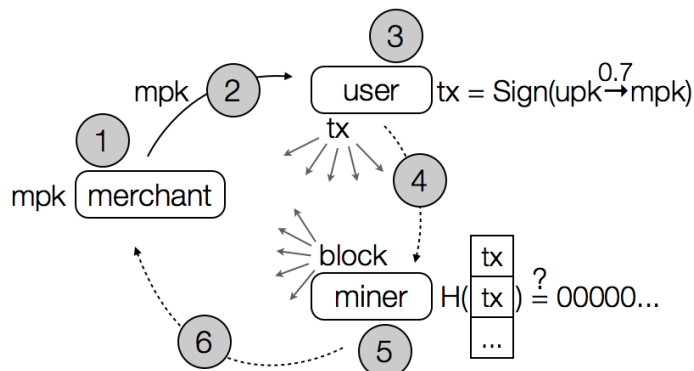 3
mpk 2 user tx = Sign(upk 0.7→ mpk)
1 tx
4
mpk merchant
block tx
miner H( tx ) ?= 00000...
...
6 5